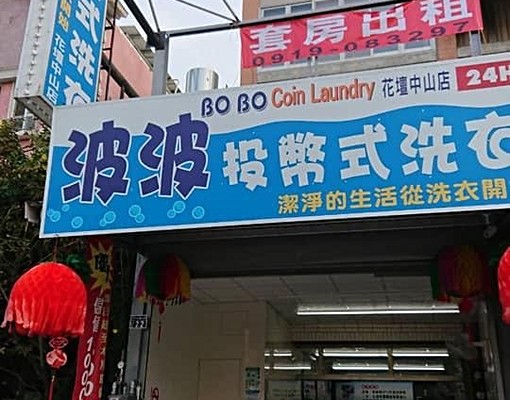 套房出租
0919-083297
式洗衣
花壇中山店
BO BO Coin Laundry 花壇中山店 24H
波波 投幣式洗衣
潔淨的生活從洗衣開